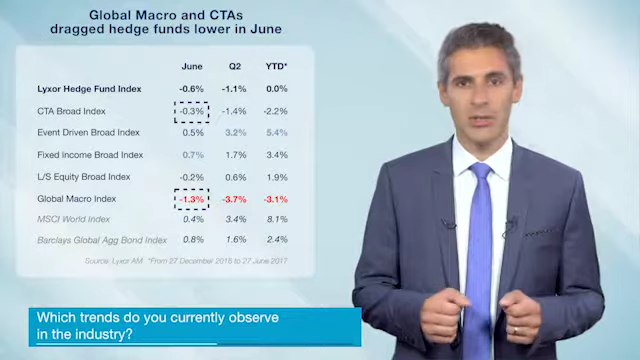 Global Macro and CTAs
dragged hedge funds lower in June
June Q2 YTD*
Lyxor Hedge Fund Index -0.6% -1.1% 0.0%
CTA Broad Index -0.3% -1.4% -2.2%
Event Driven Broad Index 0.5% 3.2% 5.4%
Fixed Income Broad Index 0.7% 1.7% 3.4%
L/S Equity Broad Index -0.2% 0.6% 1.9%
Global Macro Index -1.3% -3.7% -3.1%
MSCI World Index 0.4% 3.4% 8.1%
Barclays Global Agg Bond Index 0.8% 1.6% 2.4%
Source: Lyxor AM *From 27 December 2016 to 27 June 2017
Which trends do you currently observe
in the industry?